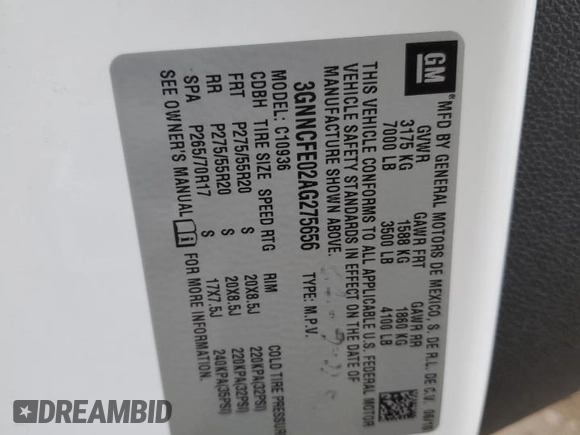 GM
MFD BY GENERAL MOTORS DE MEXICO, S. DE R.L. DE C.V.
GVWR GAWR FRT GAWR RR
3175 KG 1588 KG 1860 KG
7000 LB 3500 LB 4100 LB
THIS VEHICLE CONFORMS TO ALL APPLICABLE U.S. FEDERAL MOTOR
VEHICLE SAFETY STANDARDS IN EFFECT ON THE DATE OF
MANUFACTURE SHOWN ABOVE.
3GNNCFE02AG275656 TYPE: M.P.V.
MODEL: C10936
CDBH TIRE SIZE SPEED RTG RIM COLD TIRE PRESSURE
FRT P275/55R20 S 20X8.5J 220KPA(32PSI)
RR P275/55R20 S 20X8.5J 220KPA(32PSI)
SPA P265/70R17 S 17X7.5J 240KPA(35PSI)
SEE OWNER'S MANUAL FOR MORE INFORMATION.
DREAMBID